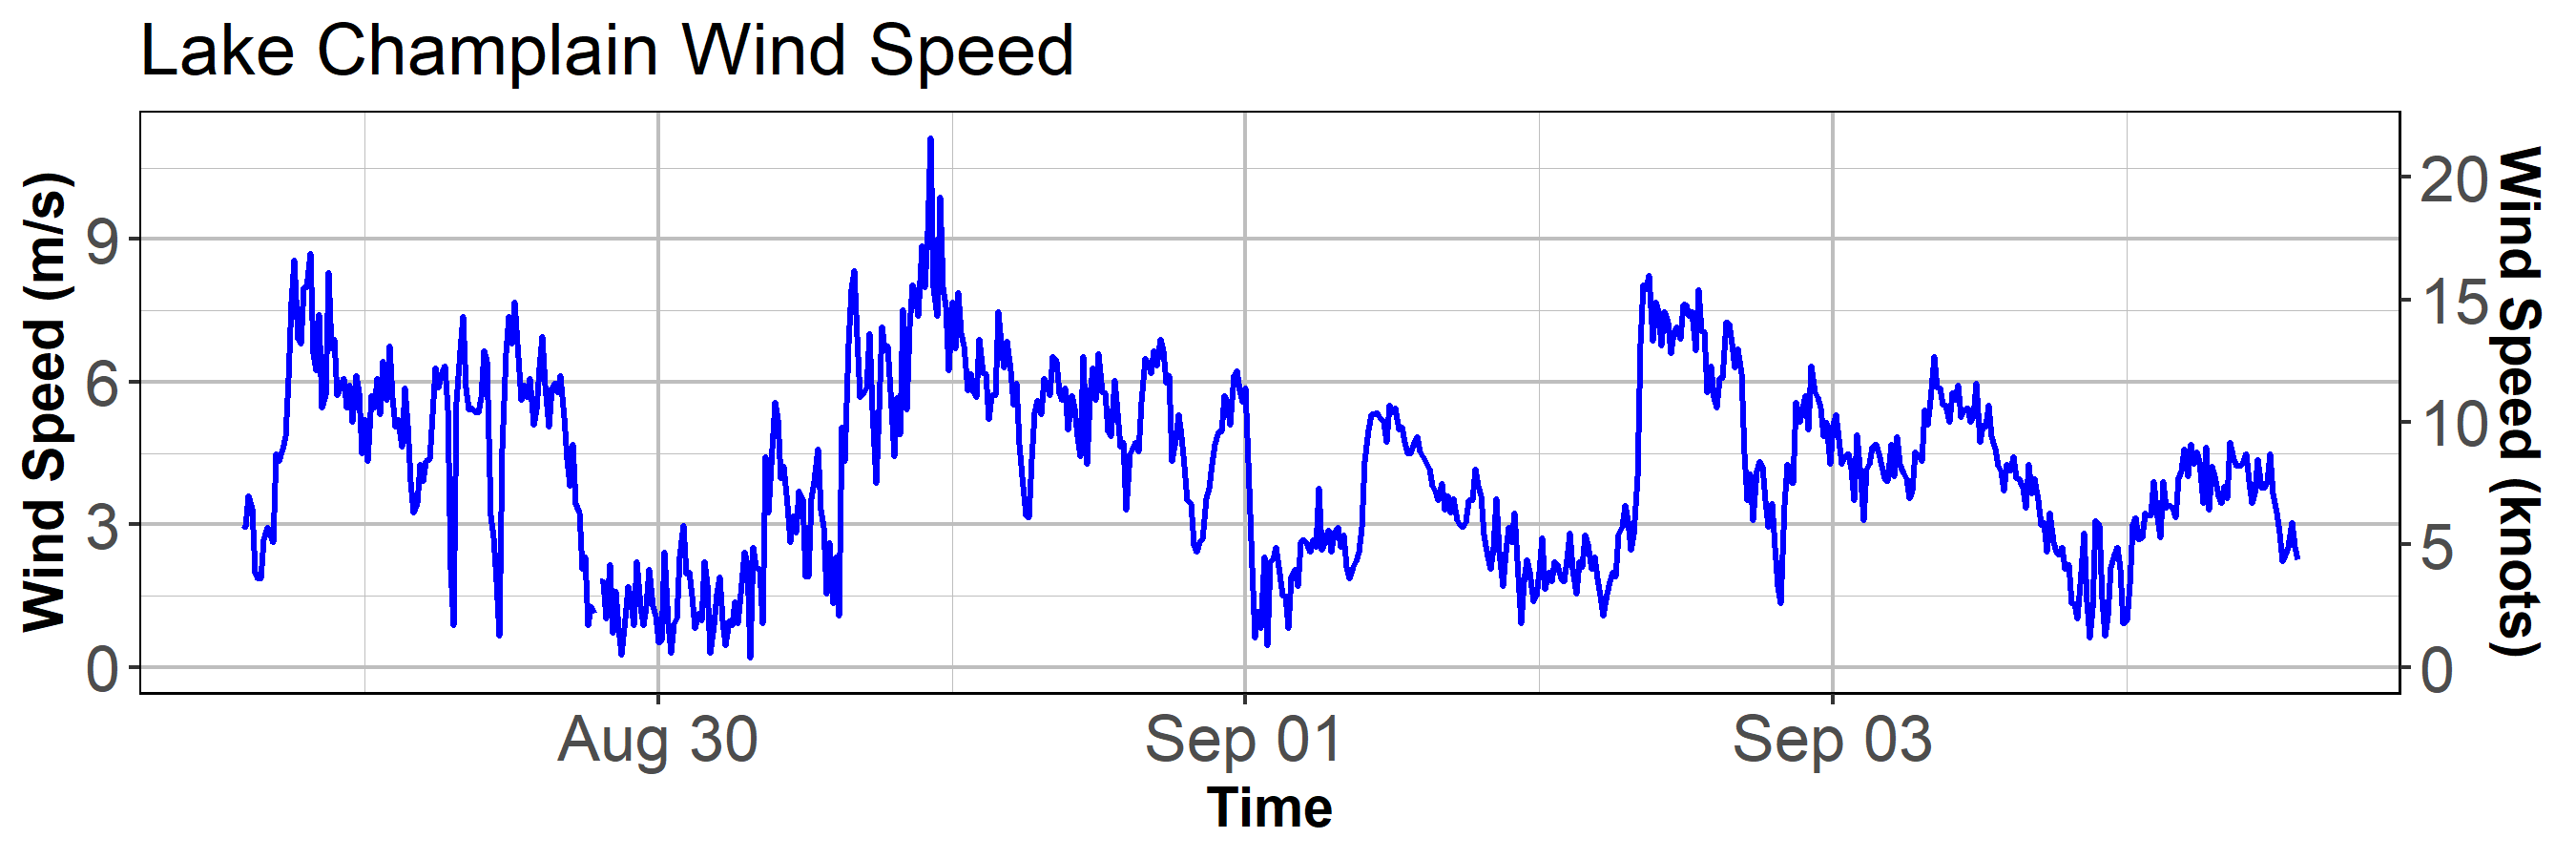 Lake Champlain Wind Speed
Wind Speed (m/s)
9
6
3
0
20
15
10
5
0
Wind Speed (knots)
Aug 30
Sep 01
Sep 03
Time